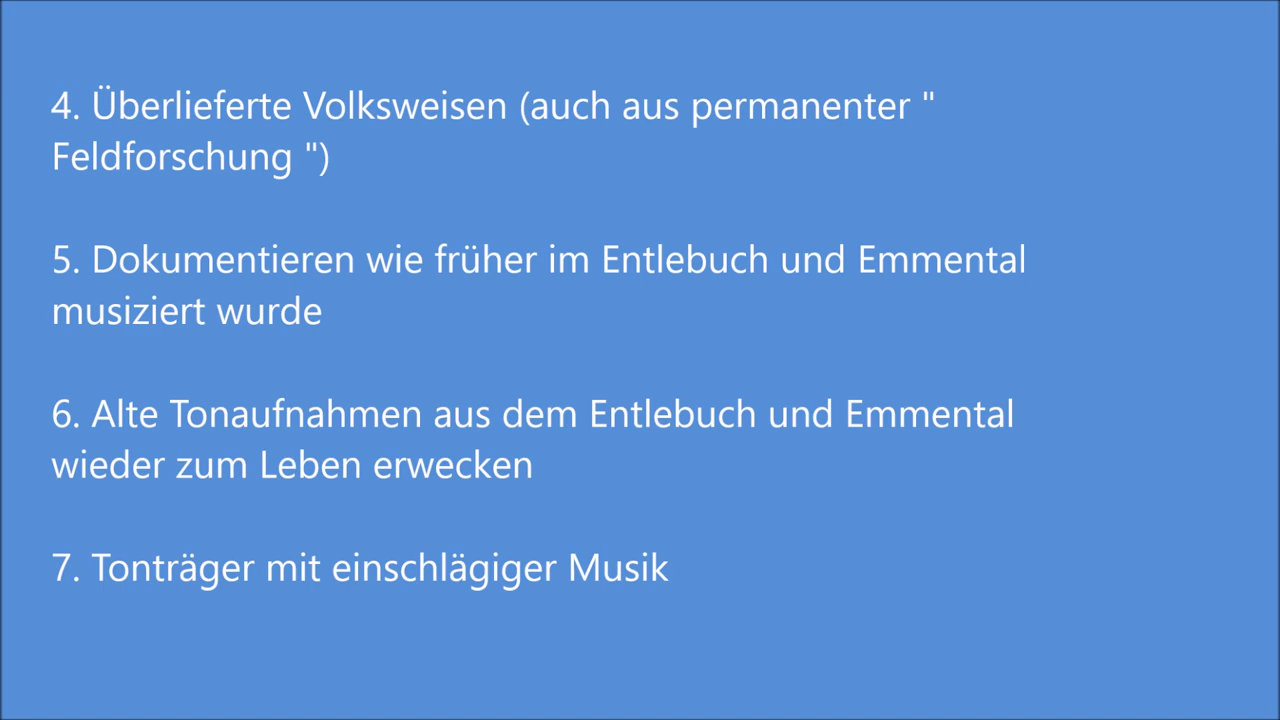 4. Überlieferte Volksweisen (auch aus permanenter "
Feldforschung ")
5. Dokumentieren wie früher im Entlebuch und Emmental
musiziert wurde
6. Alte Tonaufnahmen aus dem Entlebuch und Emmental
wieder zum Leben erwecken
7. Tonträger mit einschlägiger Musik